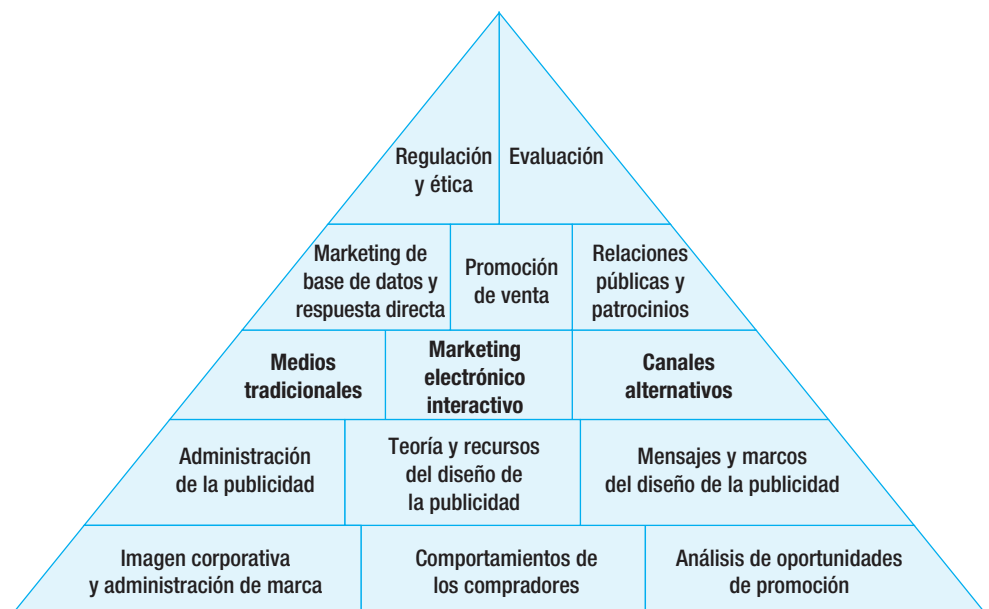 Regulación
y ética
Evaluación
Marketing de
base de datos y
respuesta directa
Promoción
de venta
Relaciones
públicas y
patrocinios
Medios
tradicionales
Marketing
electrónico
interactivo
Canales
alternativos
Administración
de la publicidad
Teoría y recursos
del diseño de
la publicidad
Mensajes y marcos
del diseño de la publicidad
Imagen corporativa
y administración de marca
Comportamientos de
los compradores
Análisis de oportunidades
de promoción